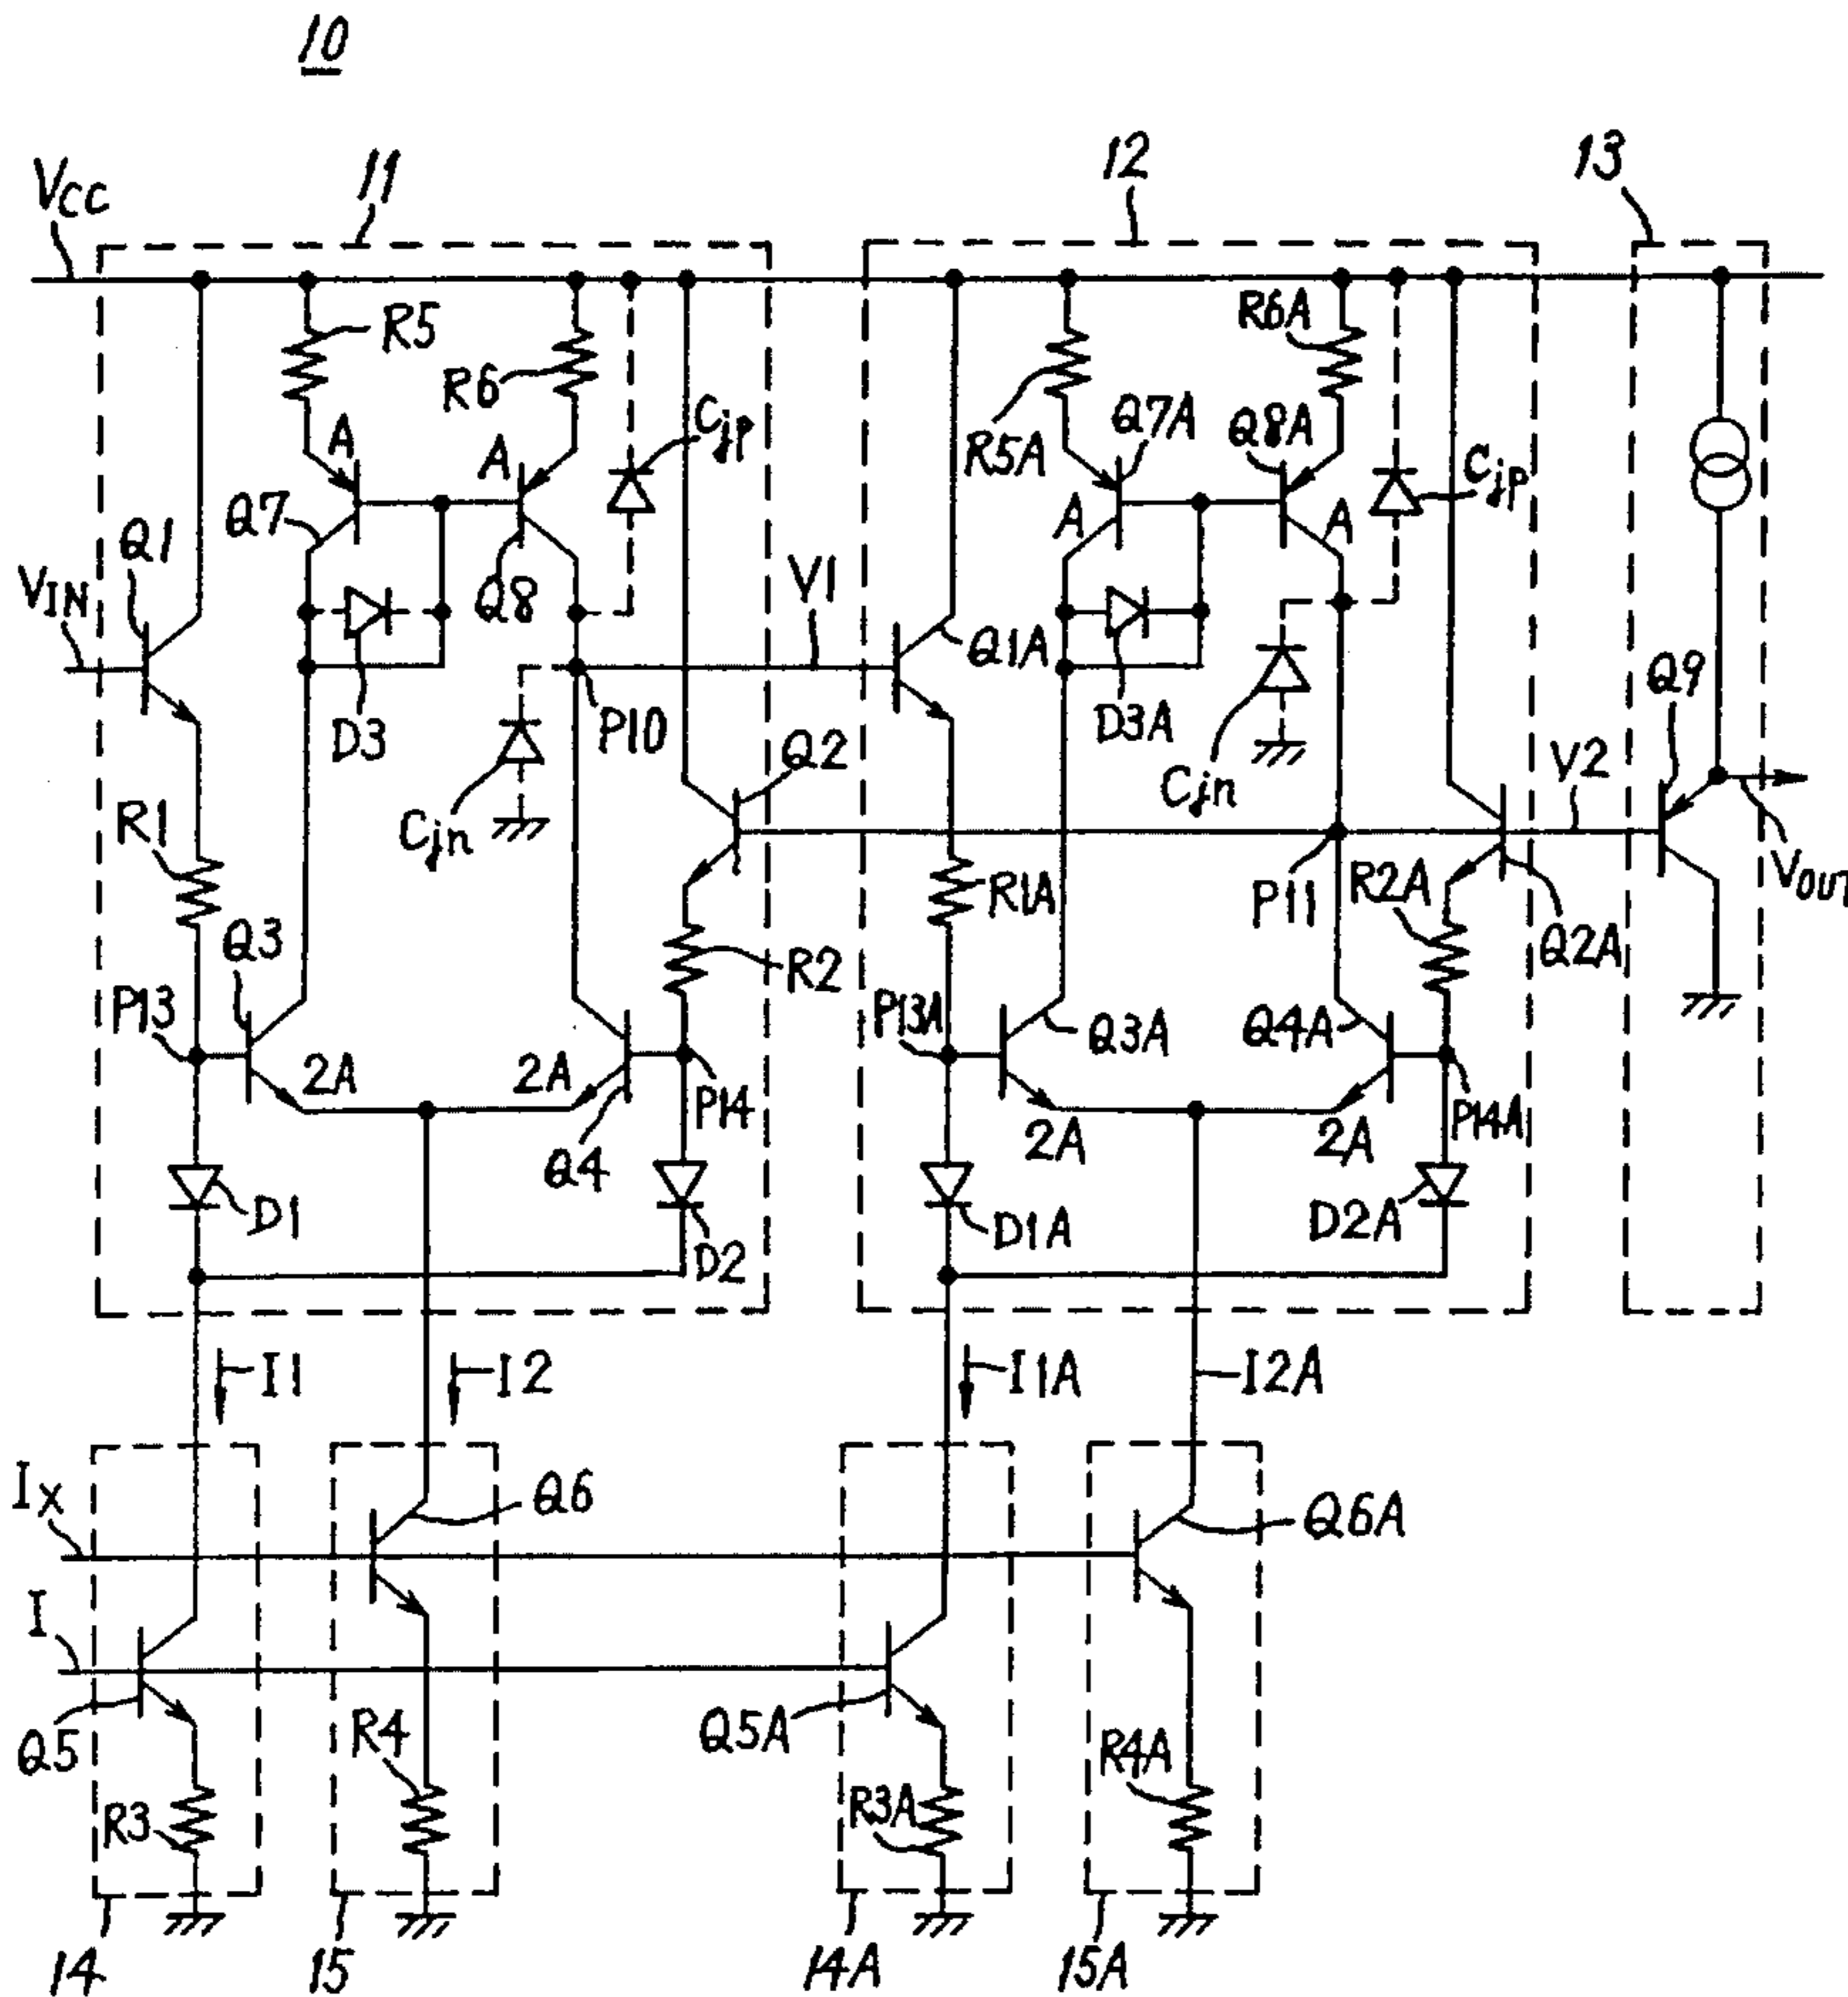 10
VCC
11
12
13
R5
R6
R6A
R5A
Cjp
Q7A
Q8A
Cjp
A
A
A
A
Q7
Q8
Q1
VIN
V1
Q1A
D3
P10
D3A
Q9
Q2
V2
Cjn
Cjn
R1
R1A
P11
R2A
VOUT
Q3
R2
Q2A
P13
P13A
Q3A
Q4A
2A
2A
P14
2A
2A
P14A
Q4
D1
D2
D1A
D2A
I1
I2
I1A
I2A
IX
Q6
Q6A
I
Q5
R4
Q5A
R4A
R3
R3A
14
15
14A
15A